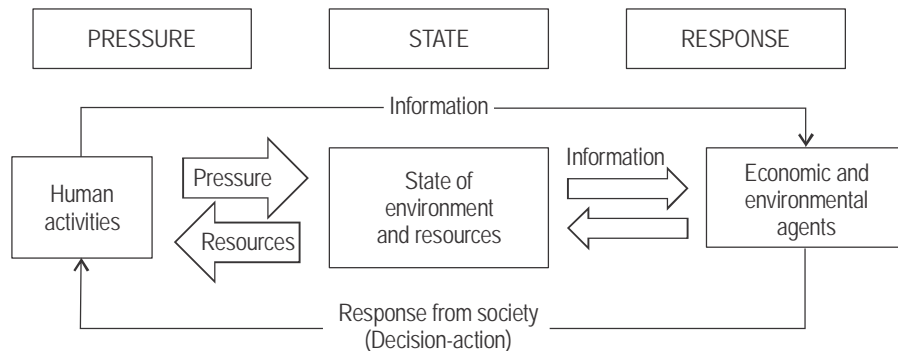 PRESSURE
STATE
RESPONSE
Information
Human
activities
Pressure
Resources
State of
environment
and resources
Information
Economic and
environmental
agents
Response from society
(Decision-action)